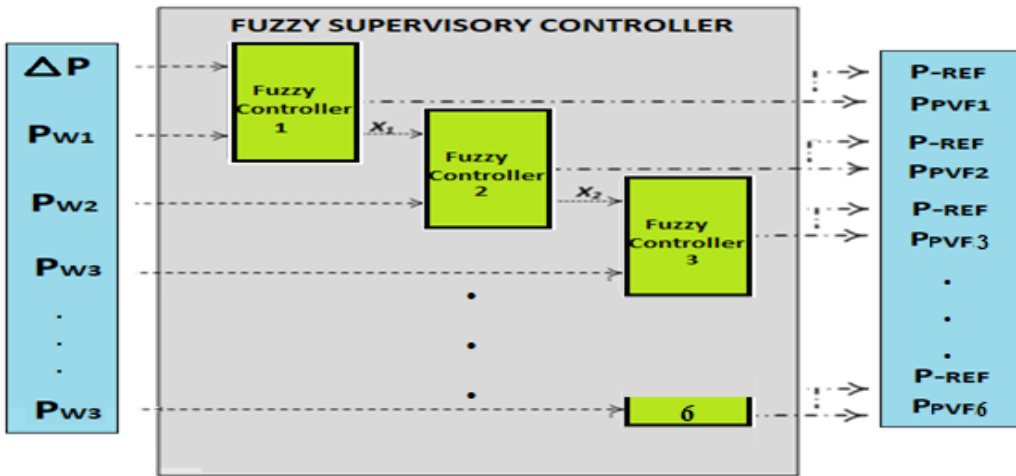 FUZZY SUPERVISORY CONTROLLER
ΔP
PW1
PW2
PW3
.
.
.
PW3
Fuzzy
Controller
1
X1
Fuzzy
Controller
2
X2
Fuzzy
Controller
3
.
.
.
6
P-REF
PPVF1
P-REF
PPVF2
P-REF
PPVF3
.
.
.
P-REF
PPVF6